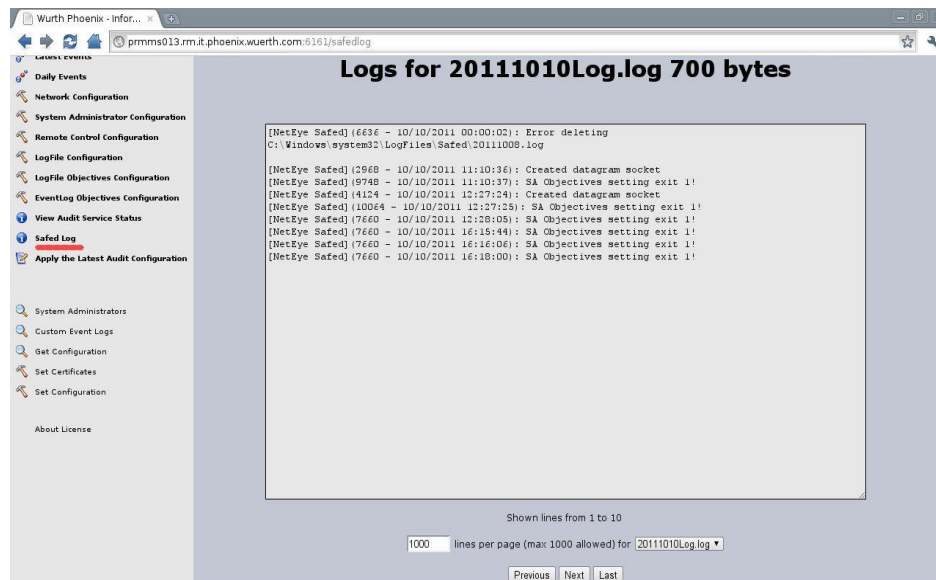 Wurth Phoenix - Infor...
prmms013.rm.it.phoenix.wuerth.com:6161/safedlog
Latest Events
Daily Events
Network Configuration
System Administrator Configuration
Remote Control Configuration
LogFile Configuration
LogFile Objectives Configuration
EventLog Objectives Configuration
View Audit Service Status
Safed Log
Apply the Latest Audit Configuration
System Administrators
Custom Event Logs
Get Configuration
Set Certificates
Set Configuration
About License
Logs for 20111010Log.log 700 bytes
[NetEye Safed](6636 - 10/10/2011 00:00:02): Error deleting
C:\Windows\system32\LogFiles\Safed\20111008.log
[NetEye Safed](2968 - 10/10/2011 11:10:36): Created datagram socket
[NetEye Safed](9748 - 10/10/2011 11:10:37): SA Objectives setting exit 1!
[NetEye Safed](4124 - 10/10/2011 12:27:24): Created datagram socket
[NetEye Safed](10064 - 10/10/2011 12:27:25): SA Objectives setting exit 1!
[NetEye Safed](7660 - 10/10/2011 12:28:05): SA Objectives setting exit 1!
[NetEye Safed](7660 - 10/10/2011 16:15:44): SA Objectives setting exit 1!
[NetEye Safed](7660 - 10/10/2011 16:16:06): SA Objectives setting exit 1!
[NetEye Safed](7660 - 10/10/2011 16:18:00): SA Objectives setting exit 1!
Shown lines from 1 to 10
1000 lines per page (max 1000 allowed) for 20111010Log.log
Previous Next Last